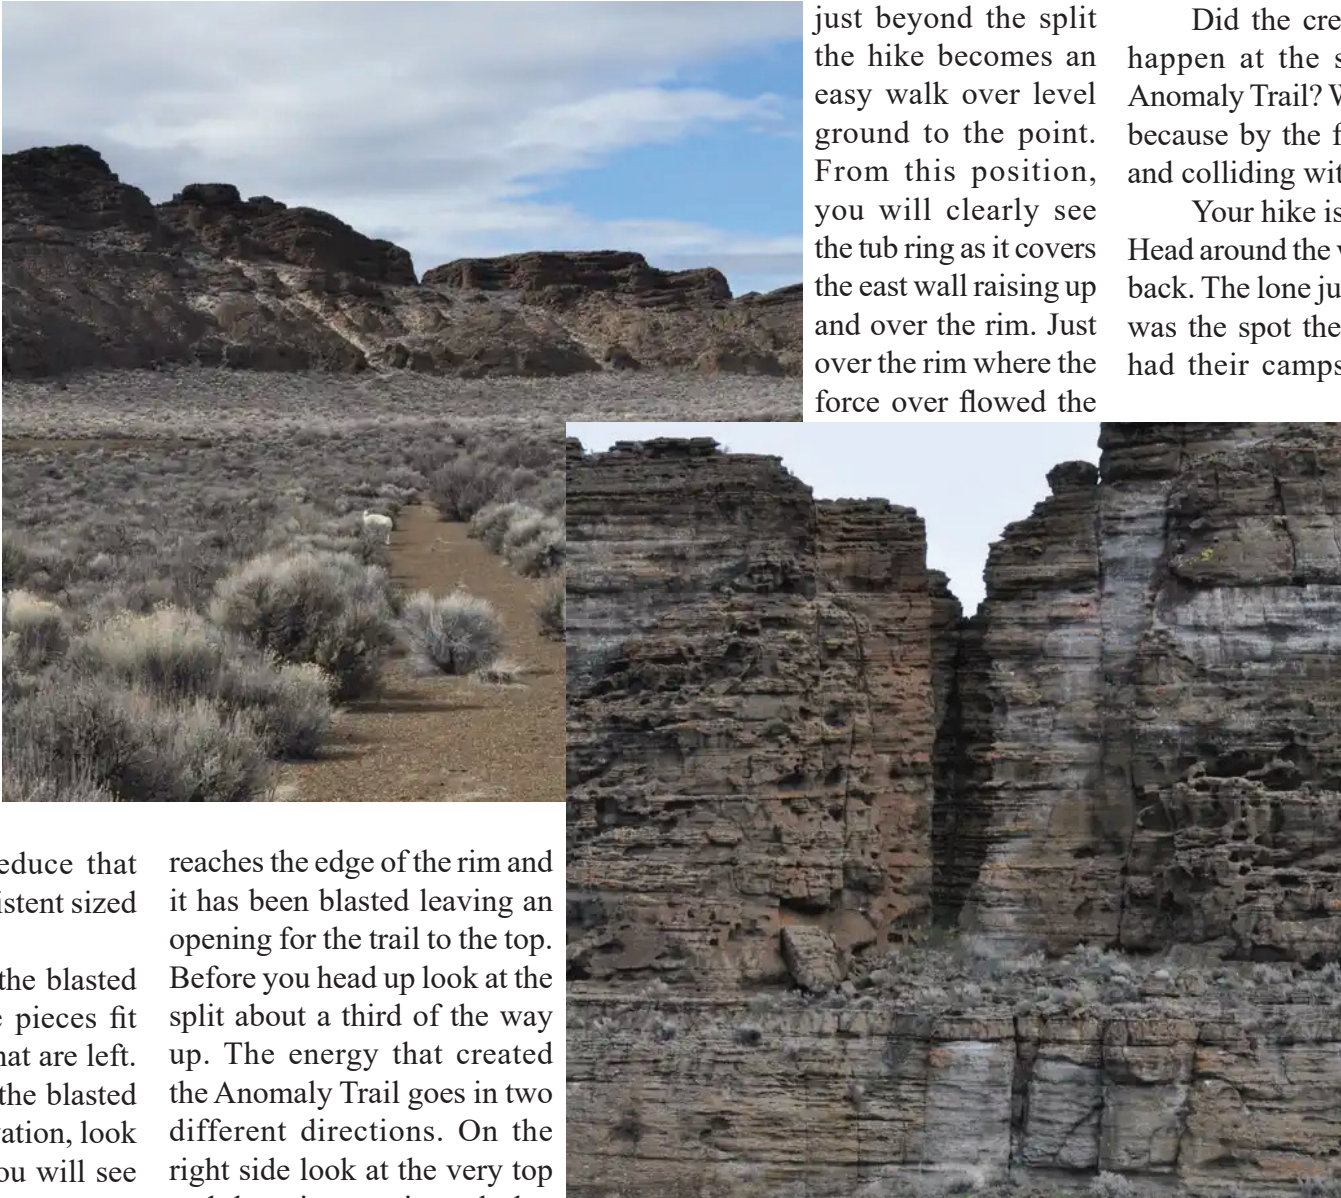 educe that
istent sized
the blasted
e pieces fit
hat are left.
the blasted
ation, look
ou will see
reaches the edge of the rim and
it has been blasted leaving an
opening for the trail to the top.
Before you head up look at the
split about a third of the way
up. The energy that created
the Anomaly Trail goes in two
different directions. On the
right side look at the very top
just beyond the split
the hike becomes an
easy walk over level
ground to the point.
From this position,
you will clearly see
the tub ring as it covers
the east wall raising up
and over the rim. Just
over the rim where the
force over flowed the
Did the cre
happen at the s
Anomaly Trail? W
because by the f
and colliding wit
Your hike is
Head around the w
back. The lone ju
was the spot the
had their camps